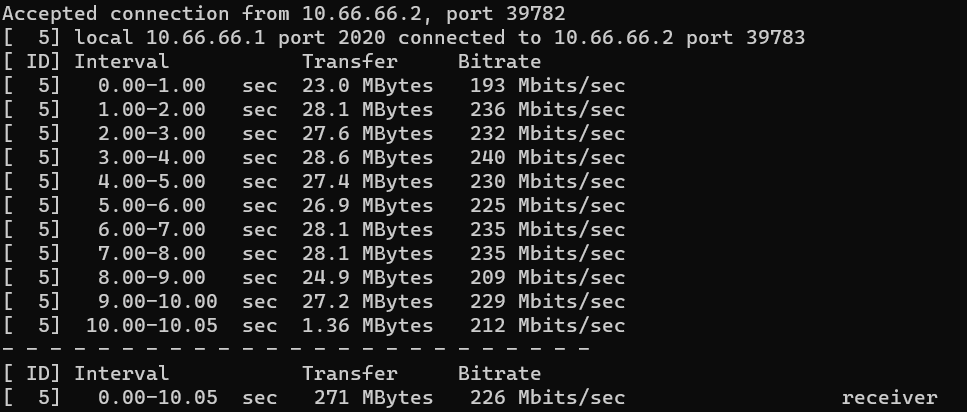 Accepted connection from 10.66.66.2, port 39782
[  5] local 10.66.66.1 port 2020 connected to 10.66.66.2 port 39783
[ ID] Interval           Transfer     Bitrate
[  5]   0.00-1.00   sec  23.0 MBytes   193 Mbits/sec
[  5]   1.00-2.00   sec  28.1 MBytes   236 Mbits/sec
[  5]   2.00-3.00   sec  27.6 MBytes   232 Mbits/sec
[  5]   3.00-4.00   sec  28.6 MBytes   240 Mbits/sec
[  5]   4.00-5.00   sec  27.4 MBytes   230 Mbits/sec
[  5]   5.00-6.00   sec  26.9 MBytes   225 Mbits/sec
[  5]   6.00-7.00   sec  28.1 MBytes   235 Mbits/sec
[  5]   7.00-8.00   sec  28.1 MBytes   235 Mbits/sec
[  5]   8.00-9.00   sec  24.9 MBytes   209 Mbits/sec
[  5]   9.00-10.00  sec  27.2 MBytes   229 Mbits/sec
[  5]  10.00-10.05  sec  1.36 MBytes   212 Mbits/sec
- - - - - - - - - - - - - - - - - - - - - - - - -
[ ID] Interval           Transfer     Bitrate
[  5]   0.00-10.05  sec   271 MBytes   226 Mbits/sec                  receiver